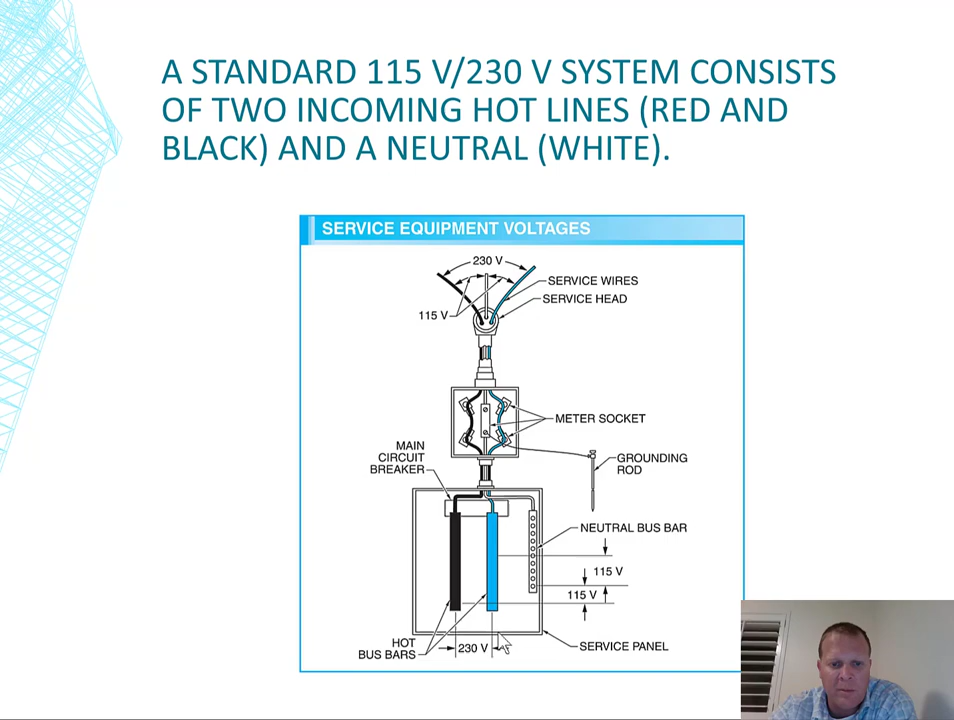 A STANDARD 115 V/230 V SYSTEM CONSISTS
OF TWO INCOMING HOT LINES (RED AND
BLACK) AND A NEUTRAL (WHITE).
SERVICE EQUIPMENT VOLTAGES
230 V
SERVICE WIRES
SERVICE HEAD
115 V
METER SOCKET
MAIN
CIRCUIT
BREAKER
GROUNDING
ROD
NEUTRAL BUS BAR
115 V
115 V
HOT
BUS BARS
230 V
SERVICE PANEL